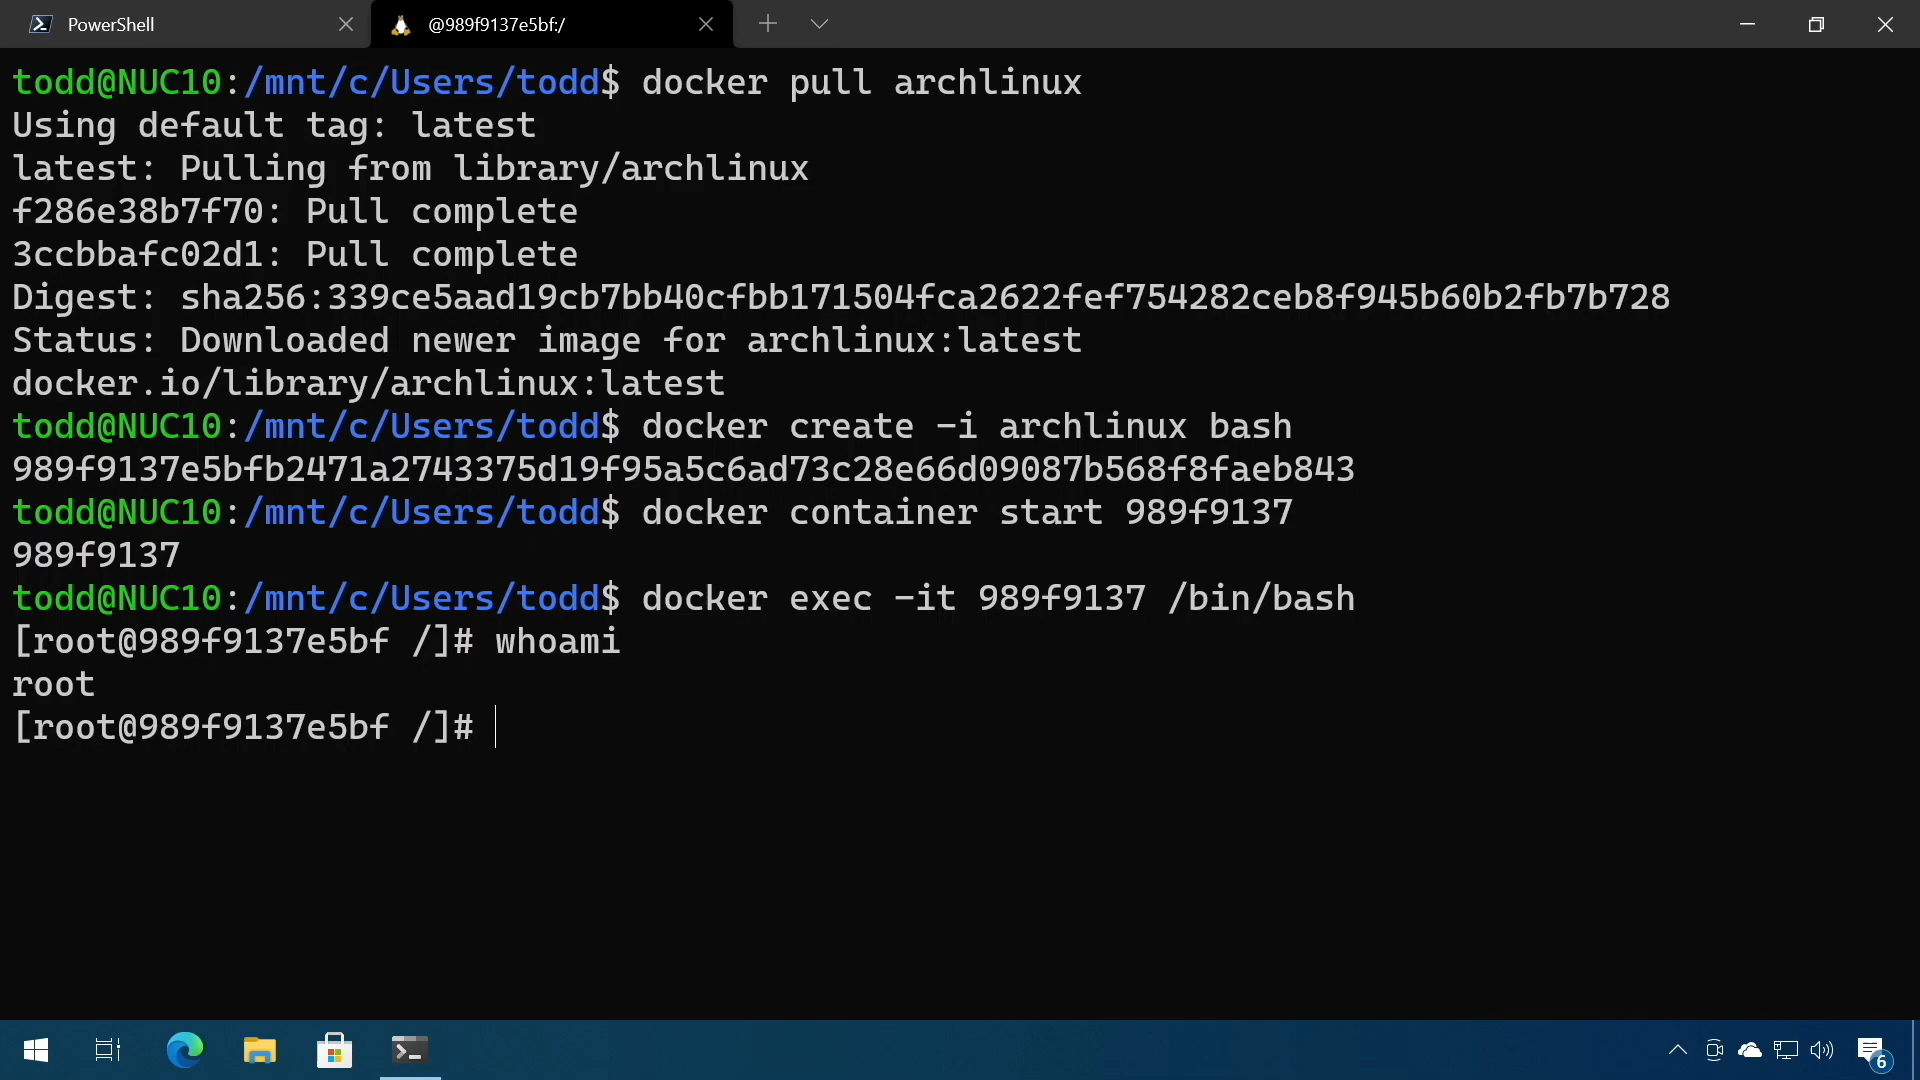 PowerShell
@989f9137e5bf:/
todd@NUC10:/mnt/c/Users/todd$ docker pull archlinux
Using default tag: latest
latest: Pulling from library/archlinux
f286e38b7f70: Pull complete
3ccbbafc02d1: Pull complete
Digest: sha256:339ce5aad19cb7bb40cfbb171504fca2622fef754282ceb8f945b60b2fb7b728
Status: Downloaded newer image for archlinux:latest
docker.io/library/archlinux:latest
todd@NUC10:/mnt/c/Users/todd$ docker create -i archlinux bash
989f9137e5bfb2471a2743375d19f95a5c6ad73c28e66d09087b568f8faeb843
todd@NUC10:/mnt/c/Users/todd$ docker container start 989f9137
989f9137
todd@NUC10:/mnt/c/Users/todd$ docker exec -it 989f9137 /bin/bash
[root@989f9137e5bf /]# whoami
root
[root@989f9137e5bf /]#
6